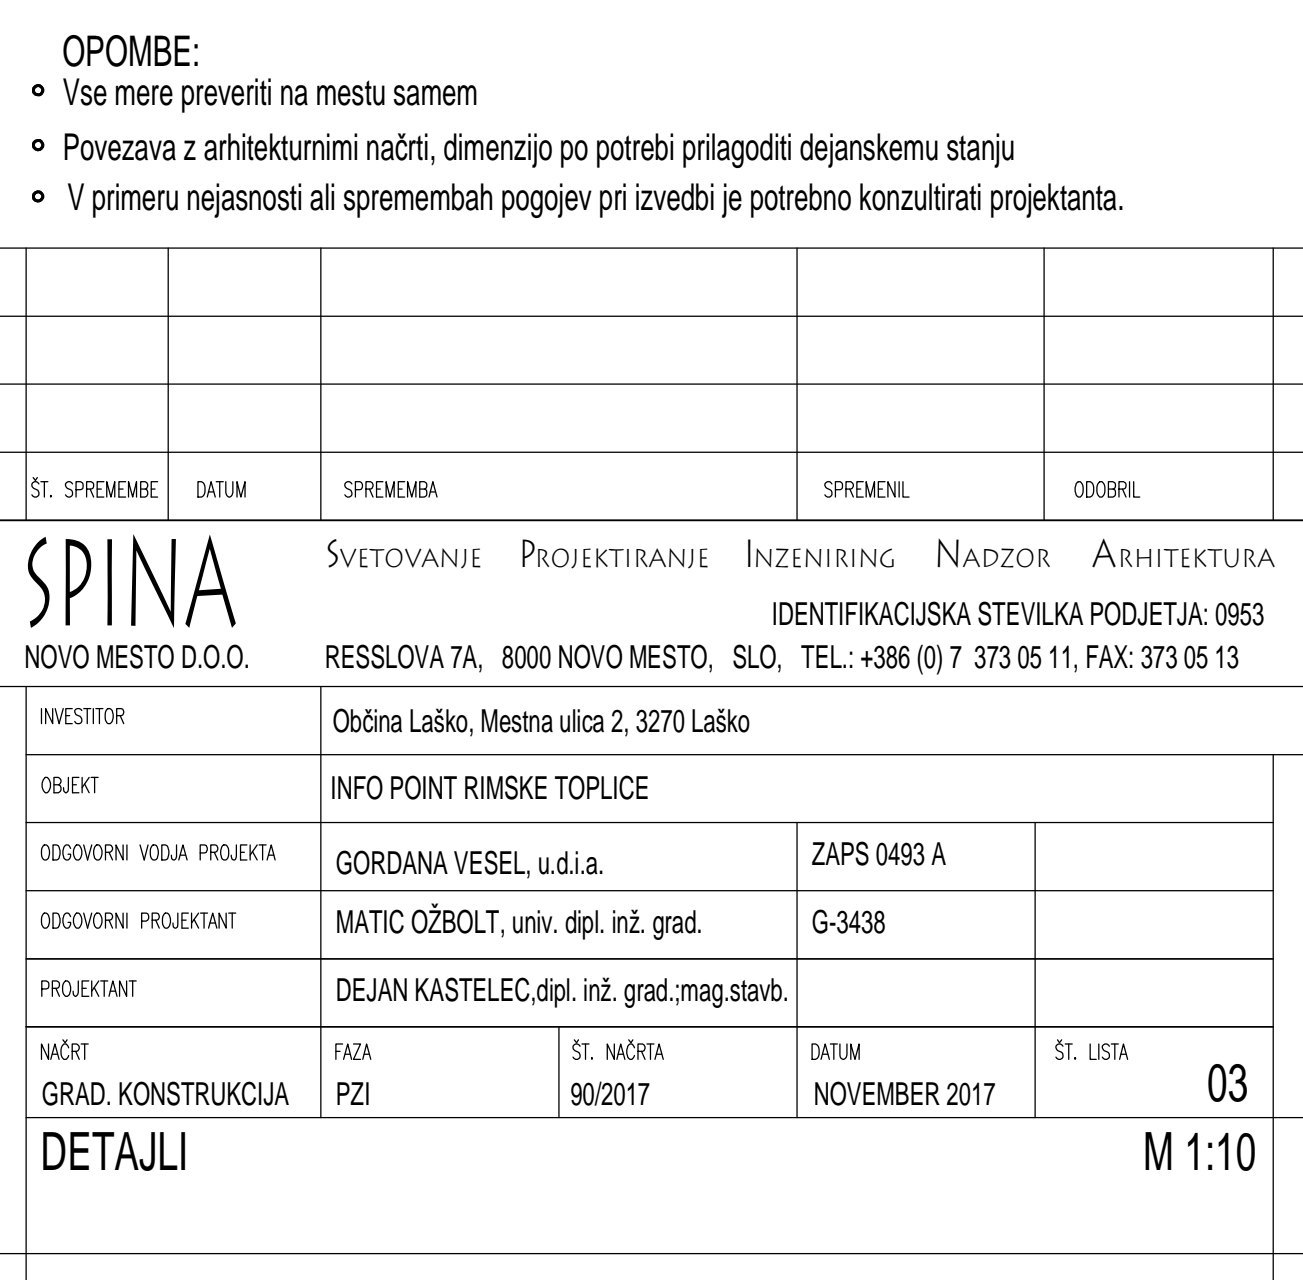 OPOMBE:
Vse mere preveriti na mestu samem
Povezava z arhitekturnimi načrti, dimenzijo po potrebi prilagoditi dejanskemu stanju
V primeru nejasnosti ali spremembah pogojev pri izvedbi je potrebno konzultirati projektanta.
ŠT. SPREMEMBE DATUM SPREMEMBA SPREMENIL ODOBRIL
SPINA SVETOVANJE PROJEKTIRANJE INZENIRING NADZOR ARHITEKTURA
IDENTIFIKACIJSKA STEVILKA PODJETJA: 0953
NOVO MESTO D.O.O. RESSLOVA 7A, 8000 NOVO MESTO, SLO, TEL.: +386 (0) 7 373 05 11, FAX: 373 05 13
INVESTITOR Občina Laško, Mestna ulica 2, 3270 Laško
OBJEKT INFO POINT RIMSKE TOPLICE
ODGOVORNI VODJA PROJEKTA GORDANA VESEL, u.d.i.a. ZAPS 0493 A
ODGOVORNI PROJEKTANT MATIC OŽBOLT, univ. dipl. inž. grad. G-3438
PROJEKTANT DEJAN KASTELEC,dipl. inž. grad.;mag.stavb.
NAČRT FAZA ŠT. NAČRTA DATUM ŠT. LISTA
GRAD. KONSTRUKCIJA PZI 90/2017 NOVEMBER 2017 03
DETAJLI M 1:10